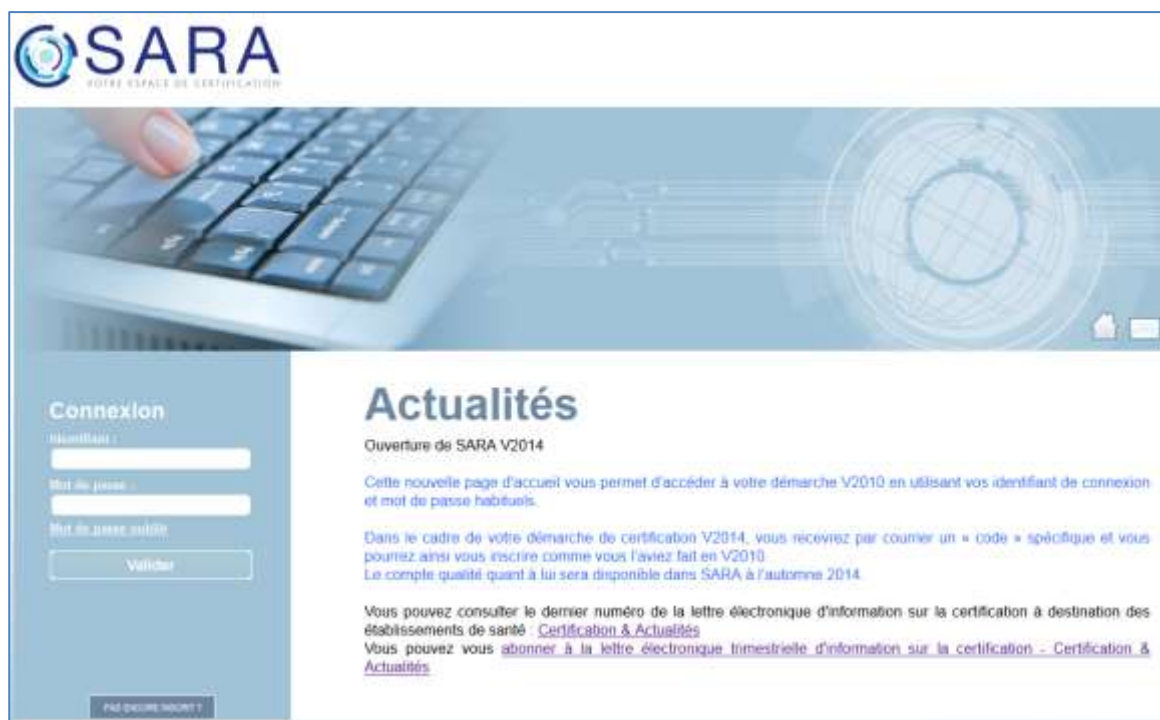 SARA
VOTRE ESPACE DE CERTIFICATION
Connexion
Identifiant :
Mot de passe :
Mot de passe oublié
Valider
PAS ENCORE INSCRIT ?
Actualités
Ouverture de SARA V2014
Cette nouvelle page d'accueil vous permet d'accéder à votre démarche V2010 en utilisant vos identifiant de connexion
et mot de passe habituels.
Dans le cadre de votre démarche de certification V2014, vous recevrez par courrier un « code » spécifique et vous
pourrez ainsi vous inscrire comme vous l'aviez fait en V2010.
Le compte qualité quant à lui sera disponible dans SARA à l'automne 2014.
Vous pouvez consulter le dernier numéro de la lettre électronique d'information sur la certification à destination des
établissements de santé : Certification & Actualités
Vous pouvez vous abonner à la lettre électronique trimestrielle d'information sur la certification - Certification &
Actualités